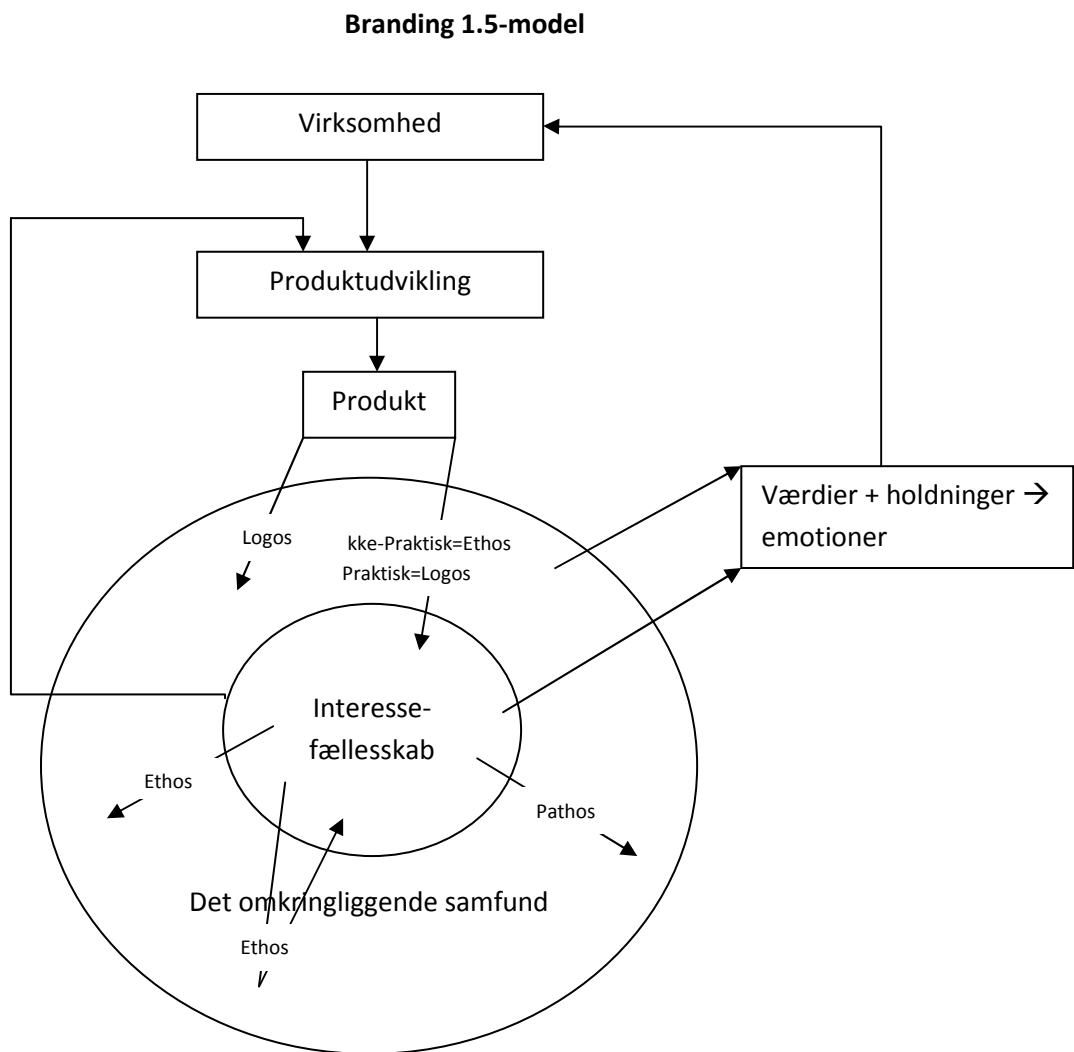 Branding 1.5-model
Virksomhed
Produktudvikling
Produkt
Værdier + holdninger →
emotioner
Logos
kke-Praktisk=Ethos
Praktisk=Logos
Interesse-
fællesskab
Ethos
Pathos
Det omkringliggende samfund
Ethos